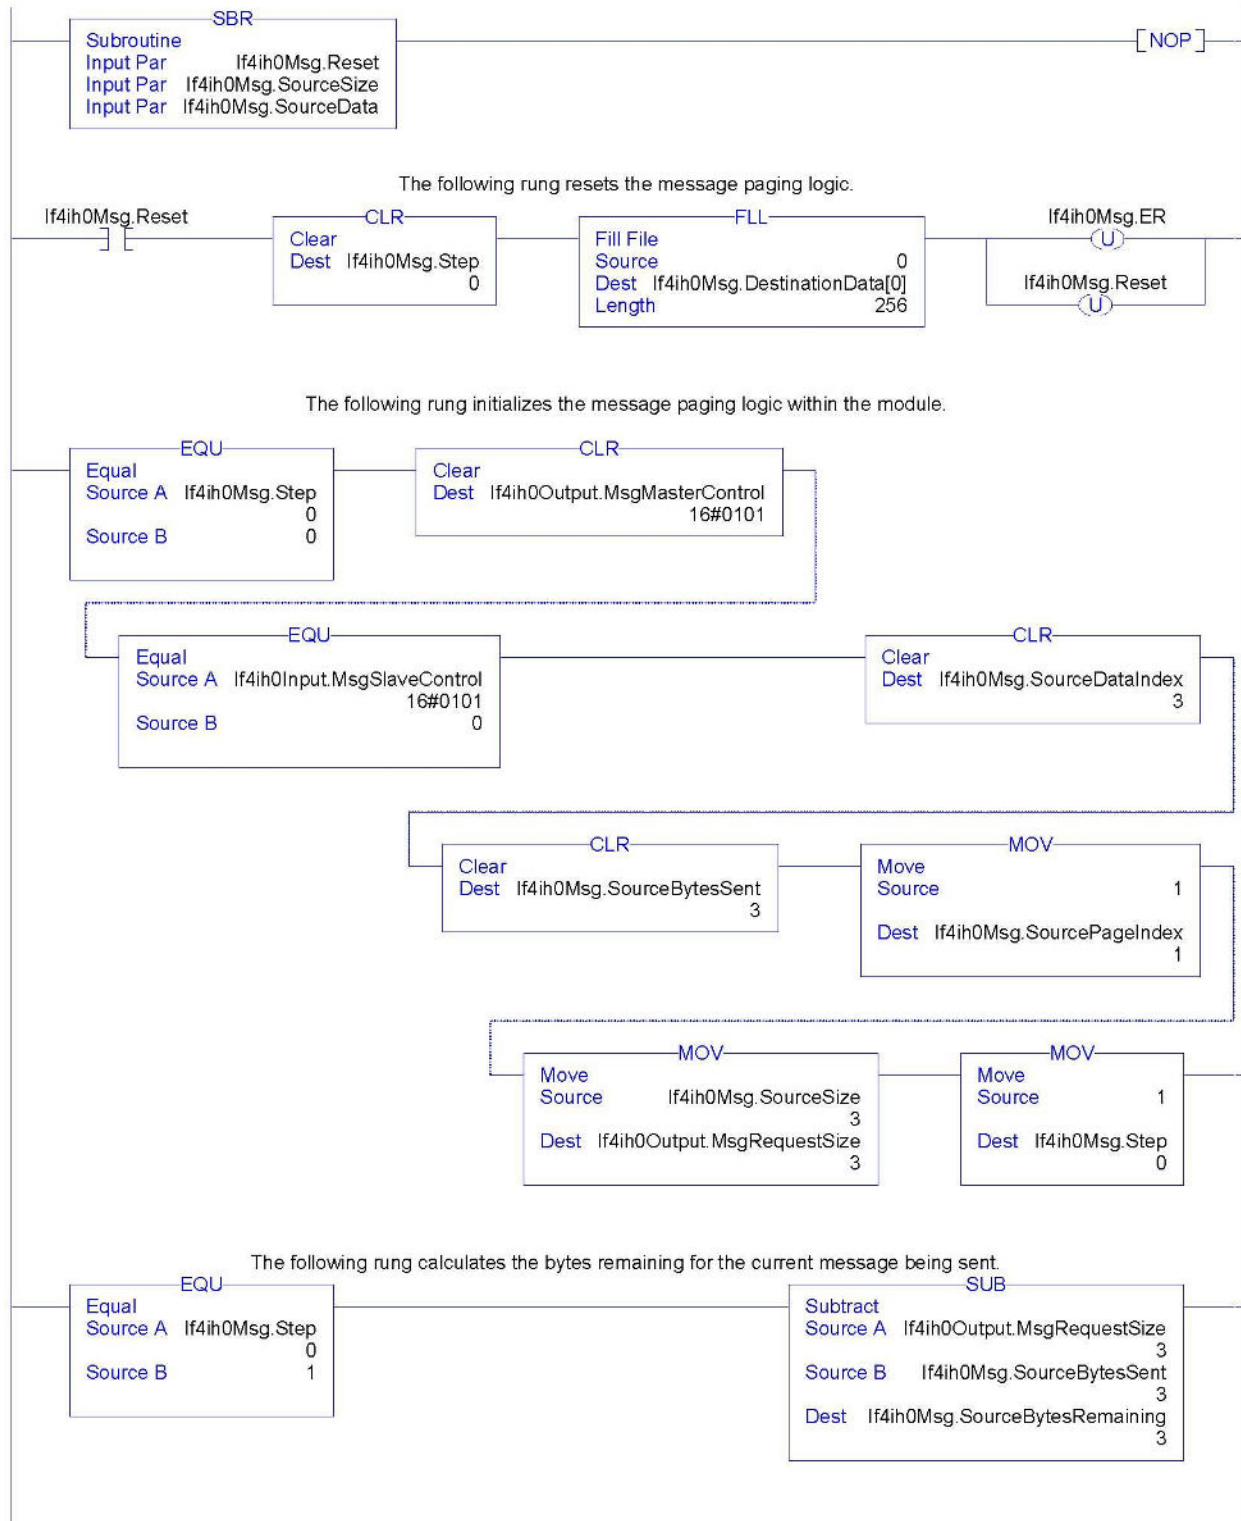 SBR
Subroutine
Input Par If4ih0Msg.Reset
Input Par If4ih0Msg.SourceSize
Input Par If4ih0Msg.SourceData
NOP
The following rung resets the message paging logic.
If4ih0Msg.Reset
CLR
Clear
Dest If4ih0Msg.Step
0
FLL
Fill File
Source 0
Dest If4ih0Msg.DestinationData[0]
Length 256
If4ih0Msg.ER
U
If4ih0Msg.Reset
U
The following rung initializes the message paging logic within the module.
EQU
Equal
Source A If4ih0Msg.Step
0
Source B 0
CLR
Clear
Dest If4ih0Output.MsgMasterControl
16#0101
EQU
Equal
Source A If4ih0Input.MsgSlaveControl
16#0101
Source B 0
CLR
Clear
Dest If4ih0Msg.SourceDataIndex
3
CLR
Clear
Dest If4ih0Msg.SourceBytesSent
3
MOV
Move
Source 1
Dest If4ih0Msg.SourcePageIndex
1
MOV
Move
Source If4ih0Msg.SourceSize
3
Dest If4ih0Output.MsgRequestSize
3
MOV
Move
Source 1
Dest If4ih0Msg.Step
0
The following rung calculates the bytes remaining for the current message being sent.
EQU
Equal
Source A If4ih0Msg.Step
0
Source B 1
SUB
Subtract
Source A If4ih0Output.MsgRequestSize
3
Source B If4ih0Msg.SourceBytesSent
3
Dest If4ih0Msg.SourceBytesRemaining
3